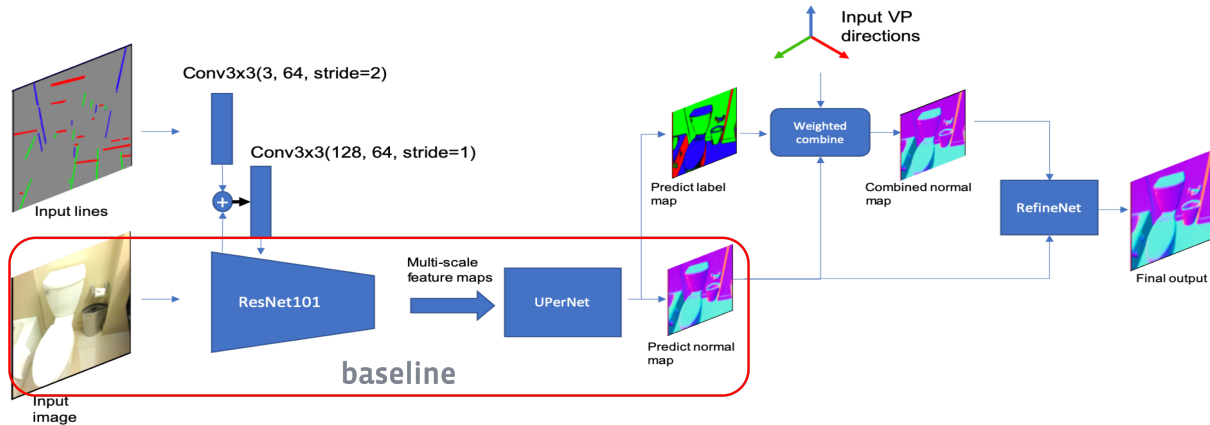 Input VP
directions
Conv3x3(3, 64, stride=2)
Conv3x3(128, 64, stride=1)
Weighted
combine
Predict label
map
Combined normal
map
Input lines
+
RefineNet
Multi-scale
feature maps
ResNet101
UPerNet
Final output
Predict normal
map
baseline
Input
image